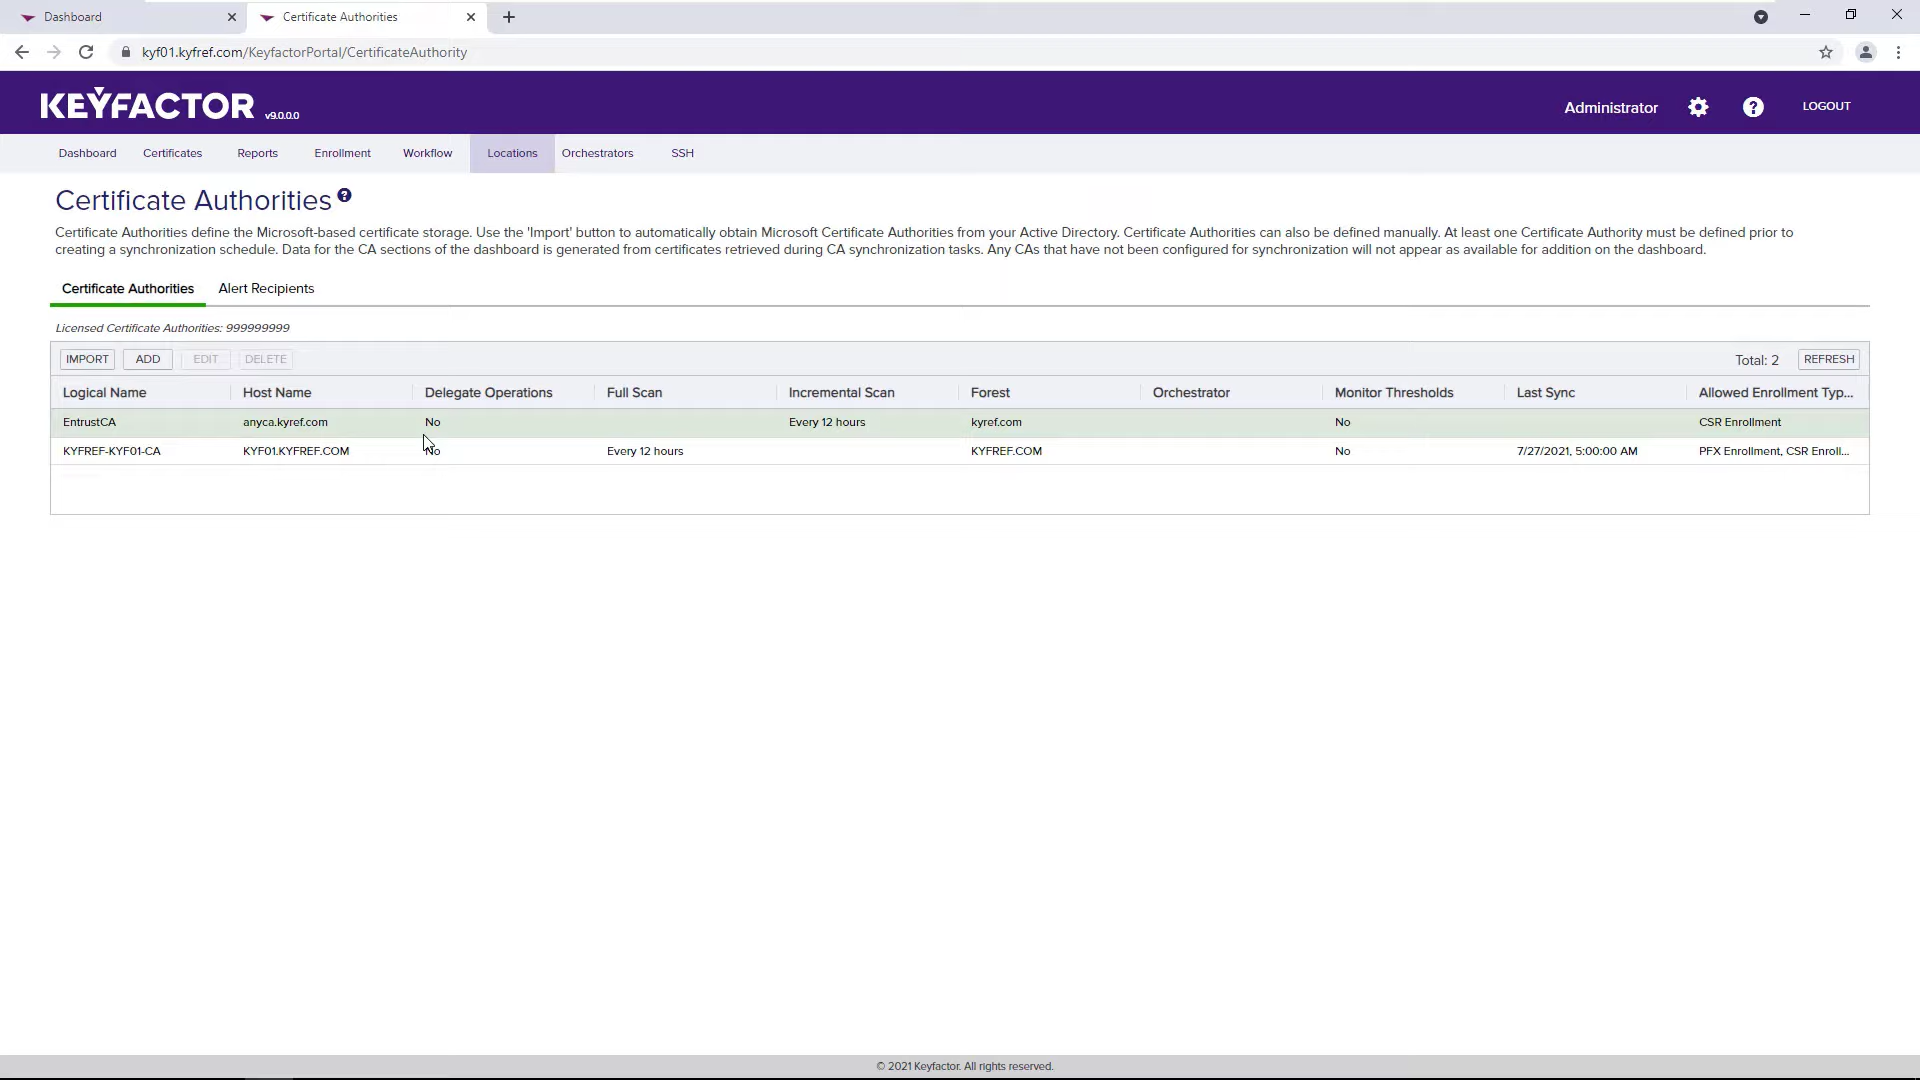 Dashboard
Certificate Authorities
kyf01.kyfref.com/KeyfactorPortal/CertificateAuthority
KEYFACTOR v9.0.0.0
Administrator
?
LOGOUT
Dashboard
Certificates
Reports
Enrollment
Workflow
Locations
Orchestrators
SSH
Certificate Authorities ?
Certificate Authorities define the Microsoft-based certificate storage. Use the 'Import' button to automatically obtain Microsoft Certificate Authorities from your Active Directory. Certificate Authorities can also be defined manually. At least one Certificate Authority must be defined prior to
creating a synchronization schedule. Data for the CA sections of the dashboard is generated from certificates retrieved during CA synchronization tasks. Any CAs that have not been configured for synchronization will not appear as available for addition on the dashboard.
Certificate Authorities
Alert Recipients
Licensed Certificate Authorities: 999999999
IMPORT
ADD
EDIT
DELETE
Total: 2
REFRESH
Logical Name Host Name Delegate Operations Full Scan Incremental Scan Forest Orchestrator Monitor Thresholds Last Sync Allowed Enrollment Typ...
EntrustCA anyca.kyref.com No Every 12 hours kyref.com No CSR Enrollment
KYFREF-KYF01-CA KYF01.KYFREF.COM No Every 12 hours KYFREF.COM No 7/27/2021, 5:00:00 AM PFX Enrollment, CSR Enroll...
© 2021 Keyfactor. All rights reserved.